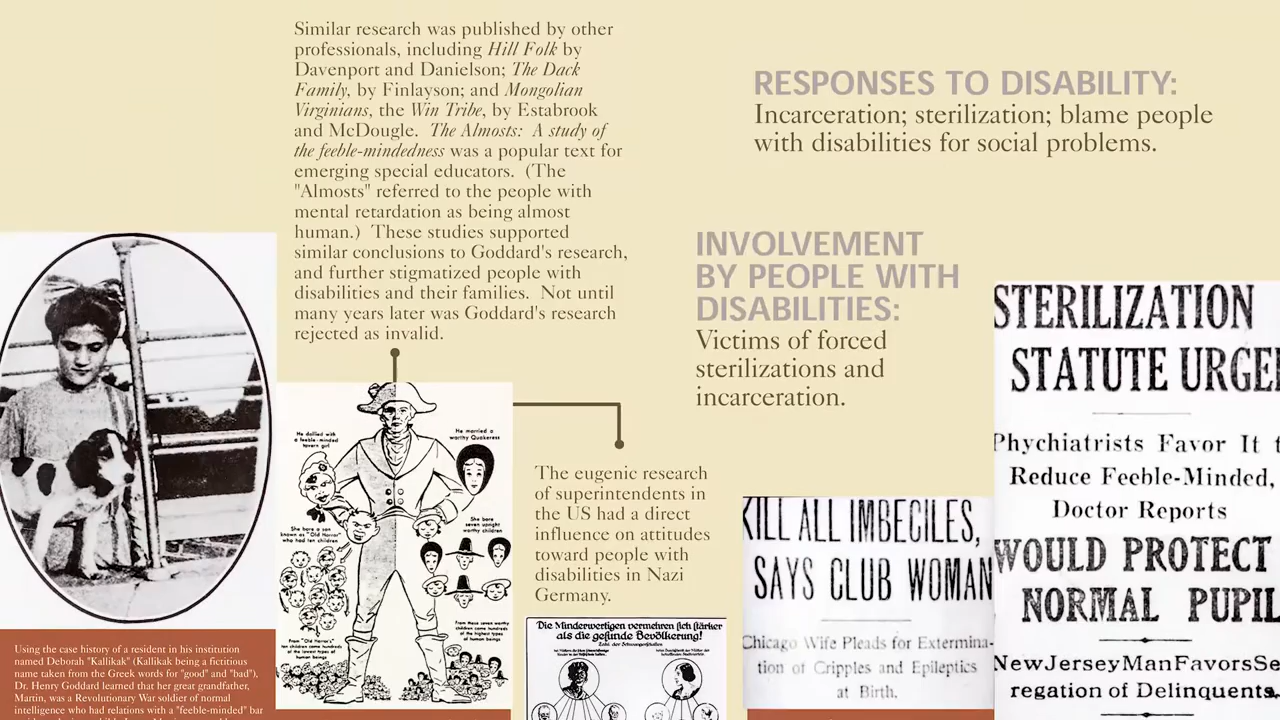 Similar research was published by other
professionals, including Hill Folk by
Davenport and Danielson; The Dack
Family, by Finlayson; and Mongolian
Virginians, the Win Tribe, by Estabrook
and McDougle. The Almosts: A study of
the feeble-mindedness was a popular text for
emerging special educators. (The
"Almosts" referred to the people with
mental retardation as being almost
human.) These studies supported
similar conclusions to Goddard's research,
and further stigmatized people with
disabilities and their families. Not until
many years later was Goddard's research
rejected as invalid.
RESPONSES TO DISABILITY:
Incarceration; sterilization; blame people
with disabilities for social problems.
INVOLVEMENT
BY PEOPLE WITH
DISABILITIES:
Victims of forced
sterilizations and
incarceration.
He dallied with
a feeble-minded
tavern girl
He married a
worthy Quakeress
She bore a son
known as "Old Horror"
who had ten children
She bore
seven upright
worthy children
From "Old Horror's"
ten children came
hundreds of the
lowest types of
human beings
From these seven worthy
children came hundreds
of the highest types of
human beings
The eugenic research
of superintendents in
the US had a direct
influence on attitudes
toward people with
disabilities in Nazi
Germany.
Die Minderwertigen vermehren sich stärker
als die gesunde Bevölkerung!
KILL ALL IMBECILES,
SAYS CLUB WOMAN
Chicago Wife Pleads for Extermina-
tion of Cripples and Epileptics
at Birth.
STERILIZATION
STATUTE URGE
Phychiatrists Favor It t
Reduce Feeble-Minded,
Doctor Reports
WOULD PROTECT
NORMAL PUPIL
New Jersey Man Favors Se
regation of Delinquents.
Using the case history of a resident in his institution
named Deborah "Kallikak" (Kallikak being a fictitious
name taken from the Greek words for "good" and "bad"),
Dr. Henry Goddard learned that her great grandfather,
Martin, was a Revolutionary War soldier of normal
intelligence who had relations with a "feeble-minded" bar